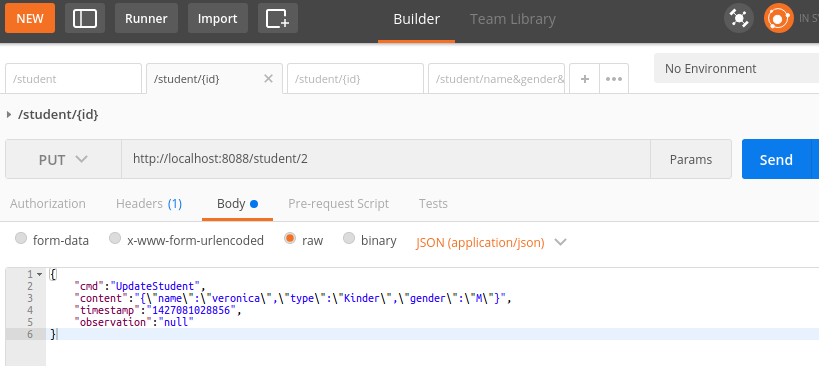 NEW Runner Import Builder Team Library IN SY
/student /student/{id} /student/{id} /student/name&gender& + ••• No Environment
/student/{id}
PUT http://localhost:8088/student/2 Params Send
Authorization Headers (1) Body Pre-request Script Tests
form-data x-www-form-urlencoded raw binary JSON (application/json)
1 {
2 "cmd":"UpdateStudent",
3 "content":"{\"name\":\"veronica\",\"type\":\"Kinder\",\"gender\":\"M\"}",
4 "timestamp":"1427081028856",
5 "observation":"null"
6 }